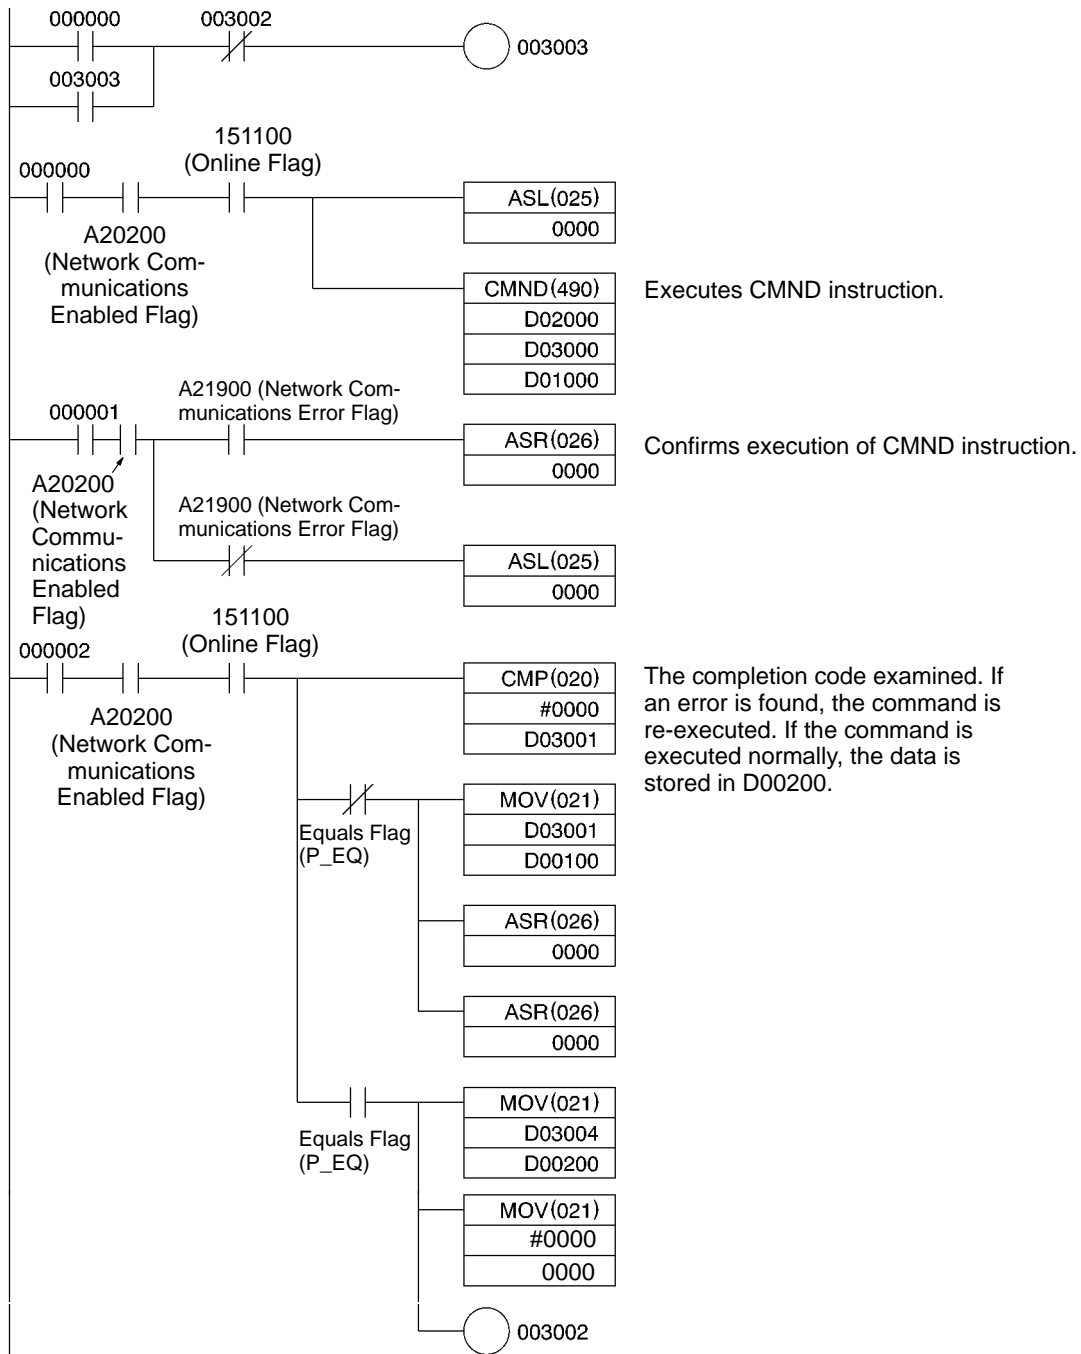 000000
003002
003003
003003
151100
(Online Flag)
000000
A20200
(Network Com-
munications
Enabled Flag)
ASL(025)
0000
CMND(490)
D02000
D03000
D01000
Executes CMND instruction.
A21900 (Network Com-
munications Error Flag)
000001
A20200
(Network
Commu-
nications
Enabled
Flag)
ASR(026)
0000
Confirms execution of CMND instruction.
A21900 (Network Com-
munications Error Flag)
ASL(025)
0000
151100
(Online Flag)
000002
A20200
(Network Com-
munications
Enabled Flag)
CMP(020)
#0000
D03001
The completion code examined. If
an error is found, the command is
re-executed. If the command is
executed normally, the data is
stored in D00200.
Equals Flag
(P_EQ)
MOV(021)
D03001
D00100
ASR(026)
0000
ASR(026)
0000
Equals Flag
(P_EQ)
MOV(021)
D03004
D00200
MOV(021)
#0000
0000
003002